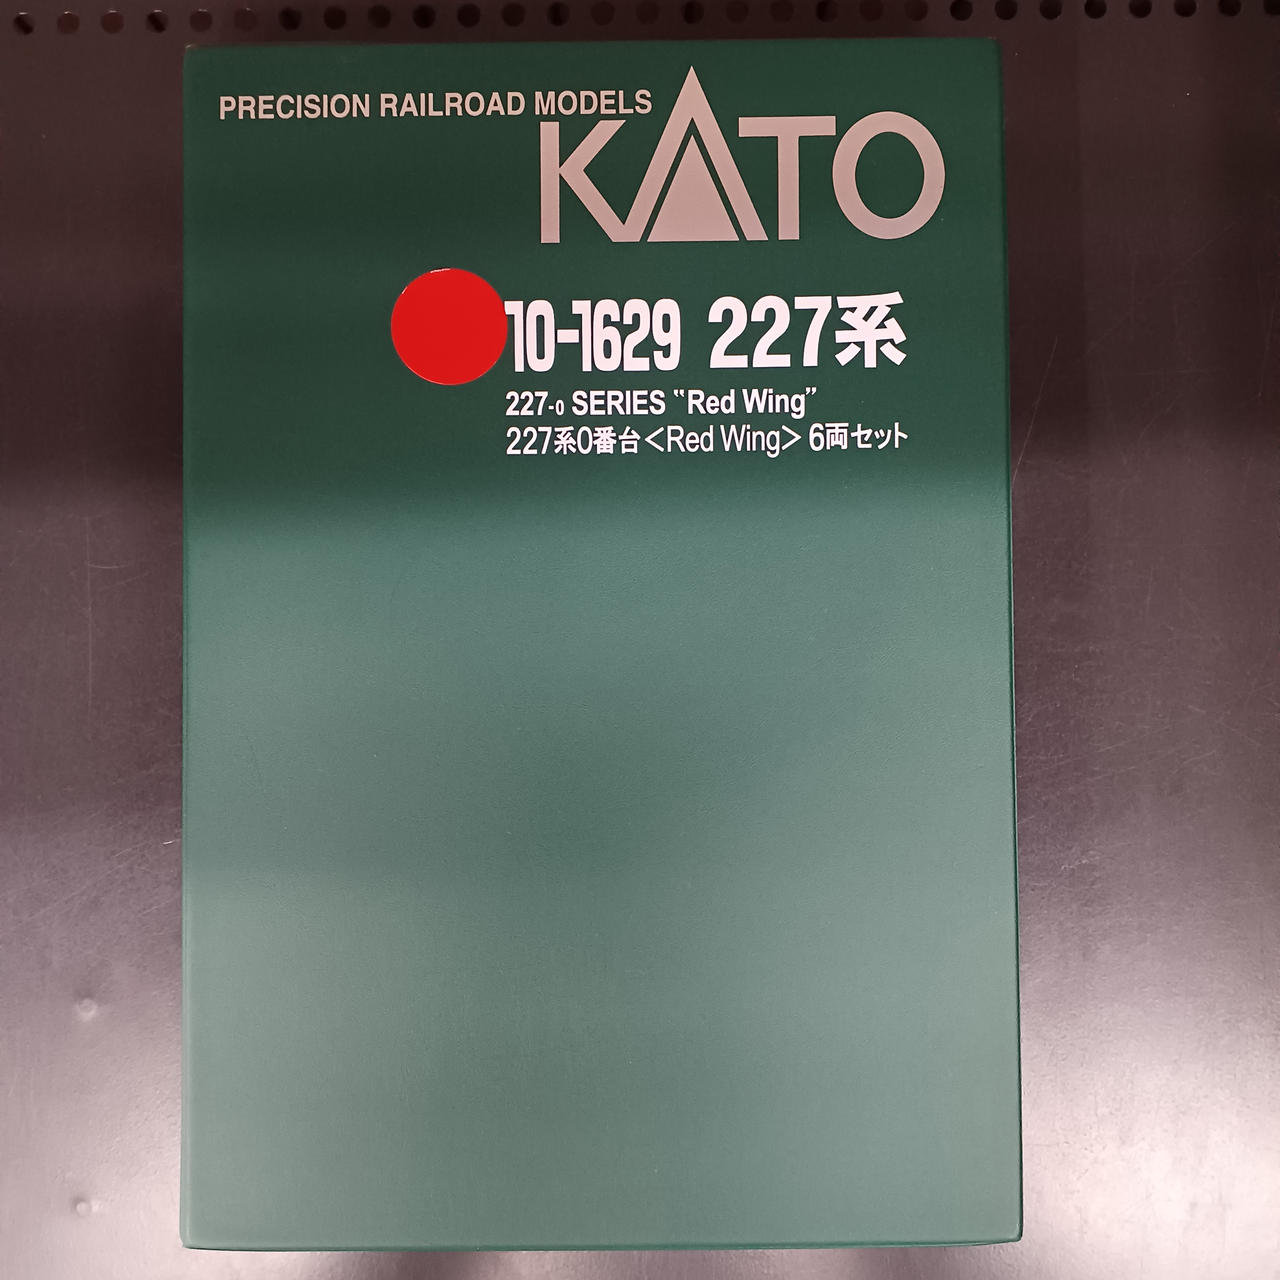 PRECISION RAILROAD MODELS
KATO
10-1629 227系
227-0 SERIES “Red Wing”
227系0番台<Red Wing> 6両セット